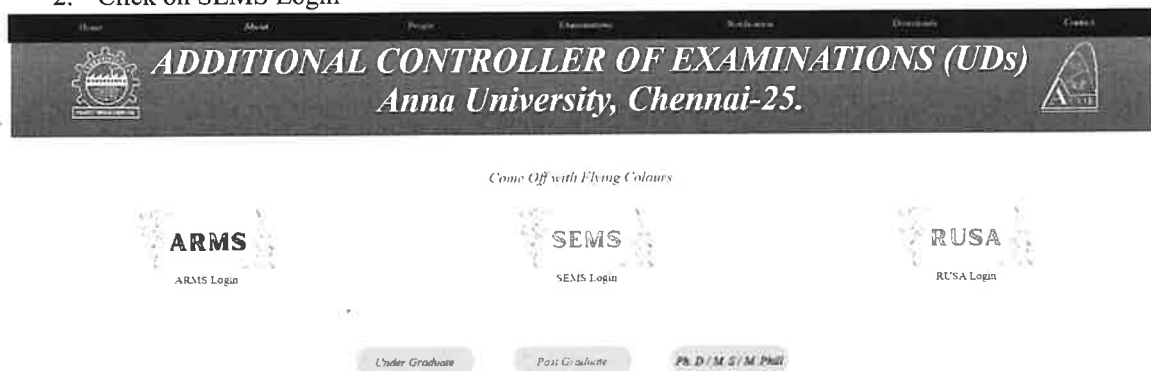 2. Click on SEMS Login
Home About People Examinations Notification Downloads Contact
ADDITIONAL CONTROLLER OF EXAMINATIONS (UDs)
Anna University, Chennai-25.
Come Off with Flying Colours
ARMS SEMS RUSA
ARMS Login SEMS Login RUSA Login
Under Graduate Post Graduate Ph. D / M. S / M. Phill